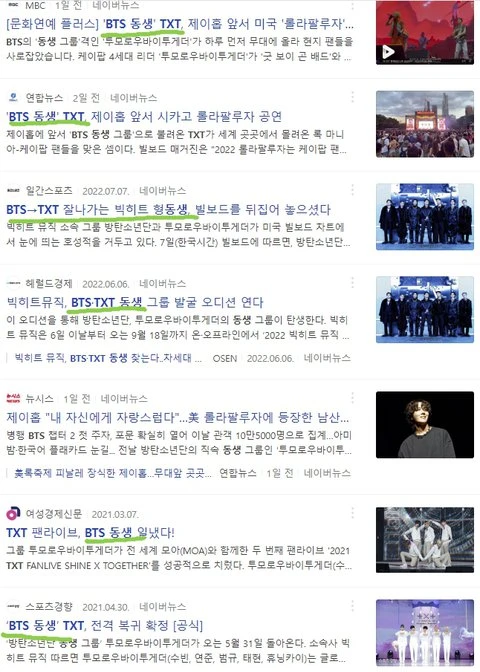 MBC 1일 전 네이버뉴스
[문화연예 플러스] 'BTS 동생' TXT, 제이홉 앞서 미국 '롤라팔루자'...
BTS의 '동생 그룹'격인 '투모로우바이투게더'가 하루 먼저 무대에 올라 현지 팬들을
사로잡았습니다. 케이팝 4세대 리더 '투모로우바이투게더'가 '굿 보이 곤 배드'와 ...
연합뉴스 2일 전 네이버뉴스
'BTS 동생' TXT, 제이홉 앞서 시카고 롤라팔루자 공연
제이홉에 앞서 'BTS 동생 그룹'으로 불려온 TXT가 세계 곳곳에서 몰려온 록 마니
아·케이팝 팬들을 맞은 셈이다. 빌보드 매거진은 "2022 롤라팔루자는 케이팝 팬...
일간스포츠 2022.07.07. 네이버뉴스
BTS→TXT 잘나가는 빅히트 형동생, 빌보드를 뒤집어 놓으셨다
빅히트 뮤직 소속 그룹 방탄소년단과 투모로우바이투게더가 미국 빌보드 차트에
서 눈에 띄는 호성적을 거두고 있다. 7일(한국시간) 빌보드에 따르면, 방탄소년단...
헤럴드경제 2022.06.06. 네이버뉴스
빅히트뮤직, BTS·TXT 동생 그룹 발굴 오디션 연다
이 오디션을 통해 방탄소년단, 투모로우바이투게더의 동생 그룹이 탄생한다. 빅히
트 뮤직은 6일 이날부터 오는 9월 18일까지 온·오프라인에서 '2022 빅히트 뮤직 ...
빅히트 뮤직, BTS·TXT 동생 찾는다..차세대 ... OSEN 2022.06.06. 네이버뉴스
뉴시스 1일 전 네이버뉴스
제이홉 "내 자신에게 자랑스럽다"...美 롤라팔루자에 등장한 남산...
병행 BTS 챕터 2 첫 주자, 포문 확실히 열어 이날 관객 10만5000명으로 집계...아미
밤·한국어 플래카드 눈길... 전날 방탄소년단의 직속 동생 그룹인 '투모로우바이투...
美록축제 피날레 장식한 제이홉...무대앞 곳곳... 연합뉴스 1일 전 네이버뉴스
여성경제신문 2021.03.07.
TXT 팬라이브, BTS 동생 일냈다!
그룹 투모로우바이투게더가 전 세계 모아(MOA)와 함께한 두 번째 팬라이브 '2021
TXT FANLIVE SHINE X TOGETHER'를 성공적으로 치렀다. 투모로우바이투게더(수...
스포츠경향 2021.04.30. 네이버뉴스
'BTS 동생' TXT, 전격 복귀 확정 [공식]
'방탄소년단 동생 그룹' 투모로우바이투게더가 오는 5월 31일 돌아온다. 소속사 빅
히트 뮤직에 따르면 투모로우바이투게더(수빈, 연준, 범규, 태현, 휴닝카이)는 글로...